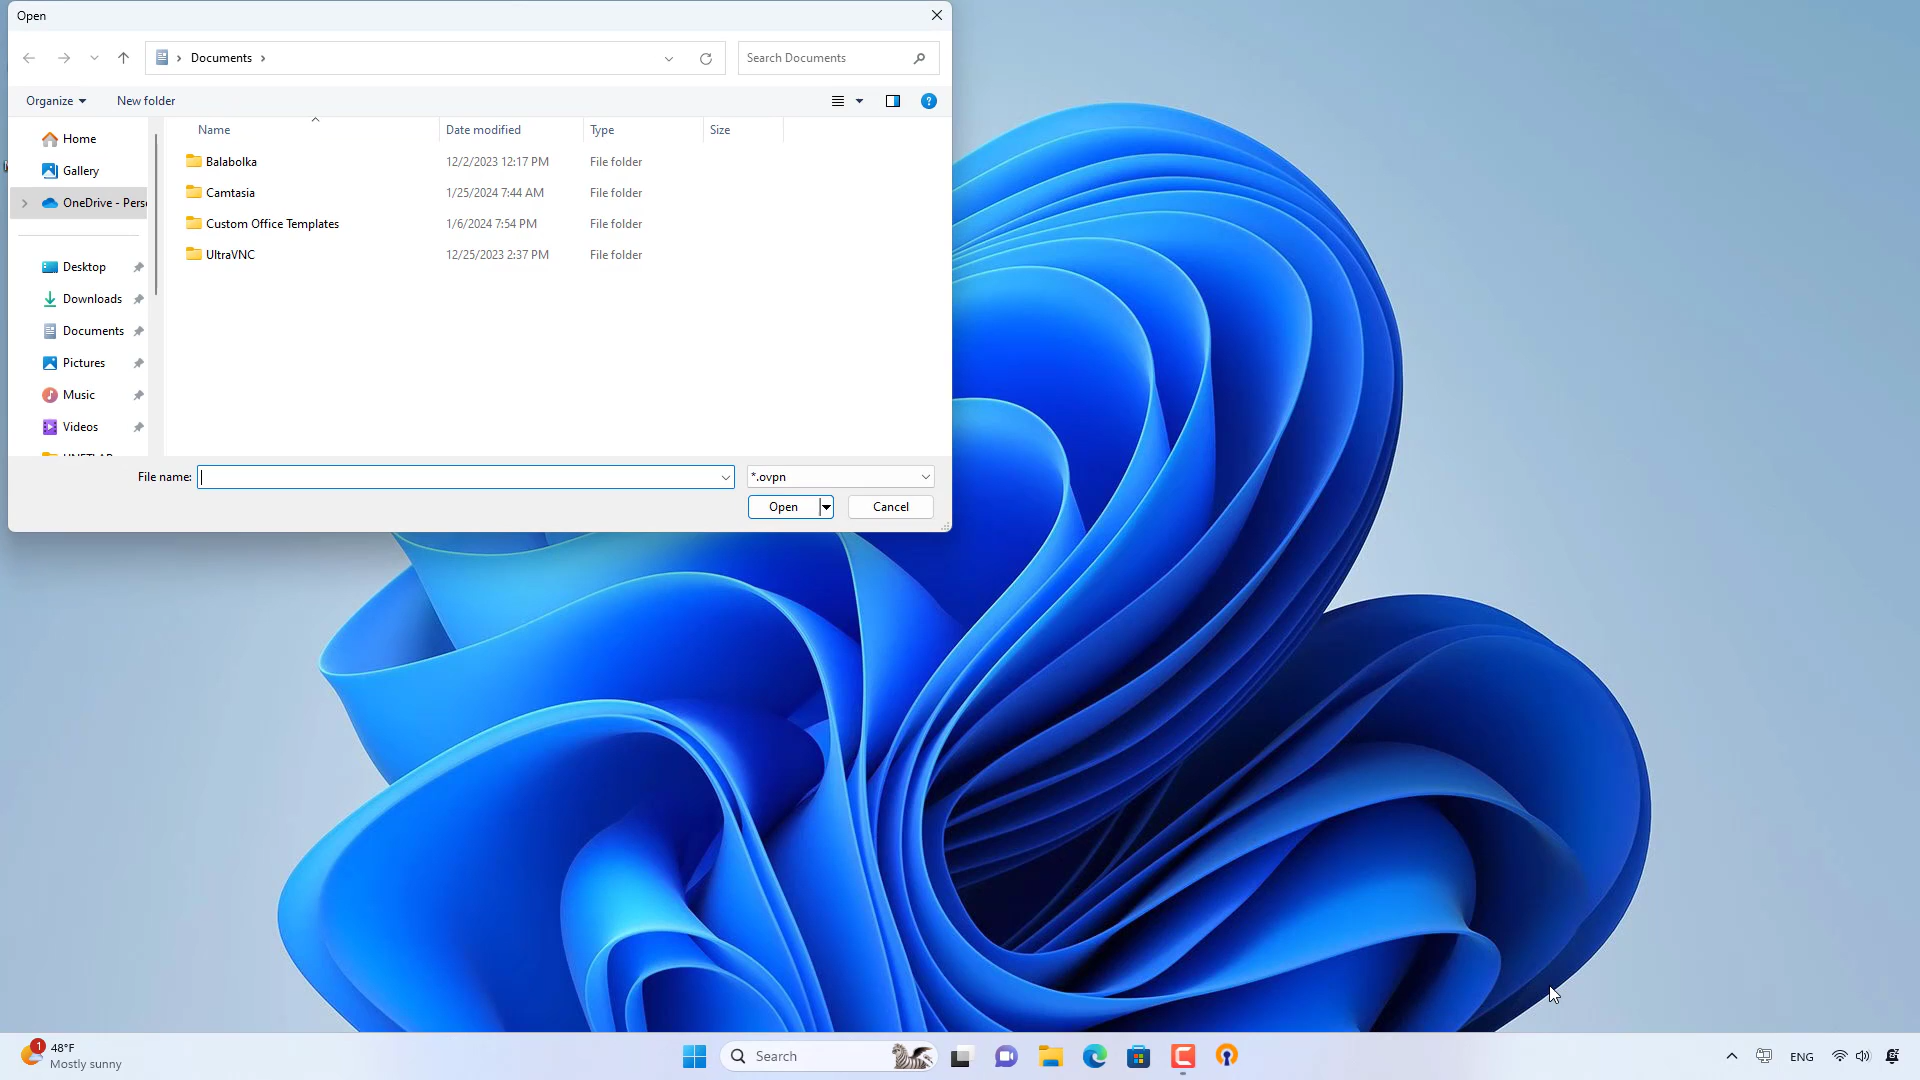 Open
Documents
Search Documents
Organize
New folder
Name
Date modified
Type
Size
Home
Gallery
OneDrive - Perso
Desktop
Downloads
Documents
Pictures
Music
Videos
Balabolka 12/2/2023 12:17 PM File folder
Camtasia 1/25/2024 7:44 AM File folder
Custom Office Templates 1/6/2024 7:54 PM File folder
UltraVNC 12/25/2023 2:37 PM File folder
File name:
*.ovpn
Open
Cancel
1
48°F
Mostly sunny
Search
ENG